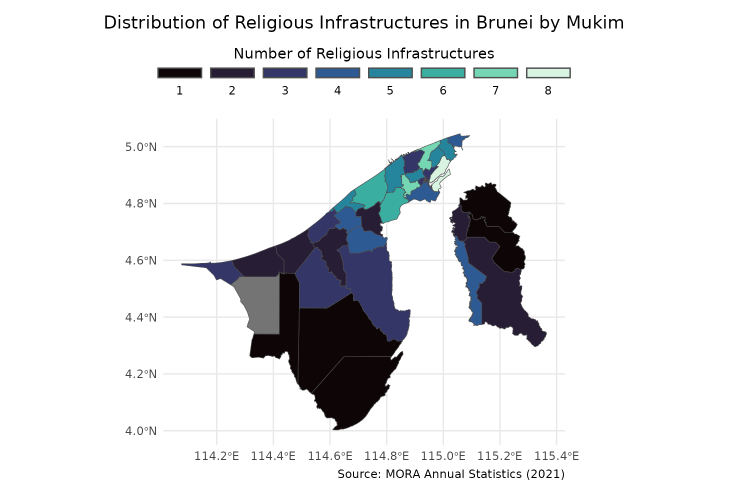 Distribution of Religious Infrastructures in Brunei by Mukim
Number of Religious Infrastructures
1 2 3 4 5 6 7 8
5.0°N
4.8°N
4.6°N
4.4°N
4.2°N
4.0°N
114.2°E 114.4°E 114.6°E 114.8°E 115.0°E 115.2°E 115.4°E
Source: MORA Annual Statistics (2021)